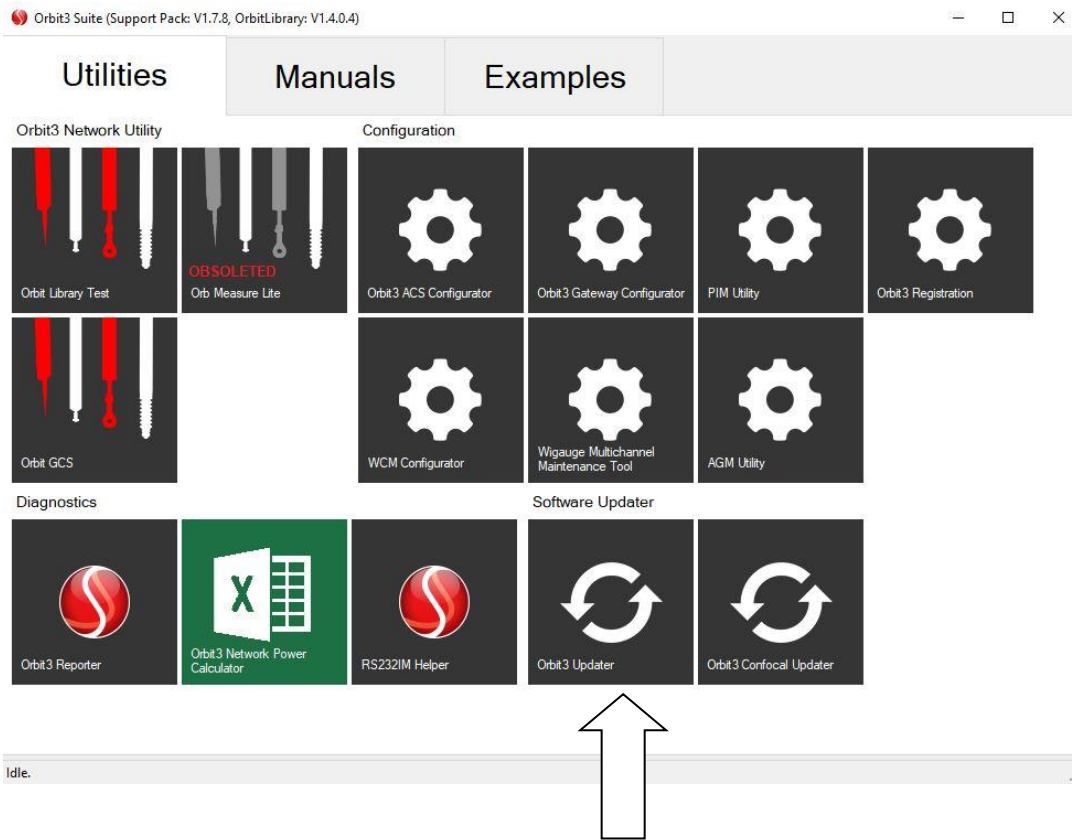 Orbit3 Suite (Support Pack: V1.7.8, OrbitLibrary: V1.4.0.4)
Utilities
Manuals
Examples
Orbit3 Network Utility
Configuration
Orbit Library Test
OBSOLETED
Orb Measure Lite
Orbit3 ACS Configurator
Orbit3 Gateway Configurator
PIM Utility
Orbit3 Registration
Orbit GCS
WCM Configurator
Wigauge Multichannel
Maintenance Tool
AGM Utility
Diagnostics
Software Updater
Orbit3 Reporter
X
Orbit3 Network Power
Calculator
RS232IM Helper
Orbit3 Updater
Orbit3 Confocal Updater
Idle.